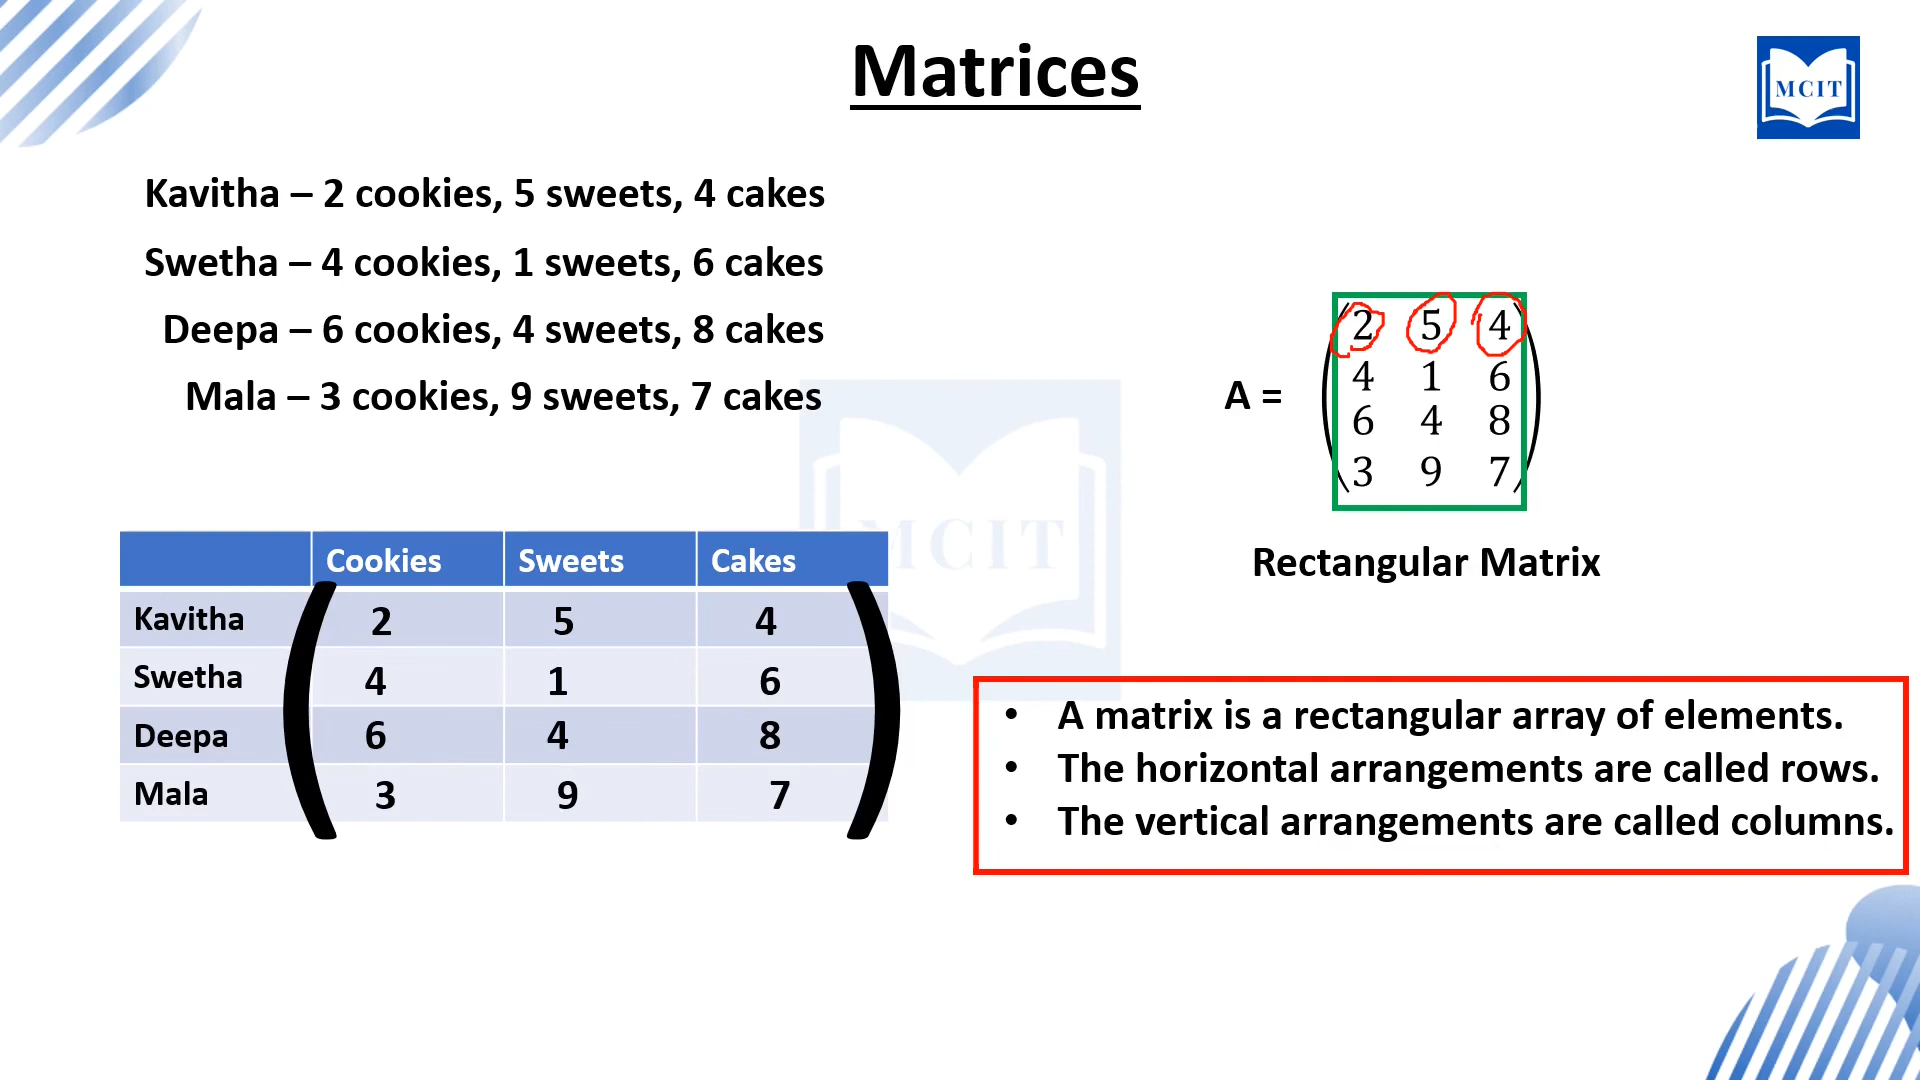 Matrices
MCIT
Kavitha – 2 cookies, 5 sweets, 4 cakes
Swetha – 4 cookies, 1 sweets, 6 cakes
Deepa – 6 cookies, 4 sweets, 8 cakes
Mala – 3 cookies, 9 sweets, 7 cakes
A =
2 5 4
4 1 6
6 4 8
3 9 7
Rectangular Matrix
MCIT
Cookies Sweets Cakes
Kavitha 2 5 4
Swetha 4 1 6
Deepa 6 4 8
Mala 3 9 7
• A matrix is a rectangular array of elements.
• The horizontal arrangements are called rows.
• The vertical arrangements are called columns.